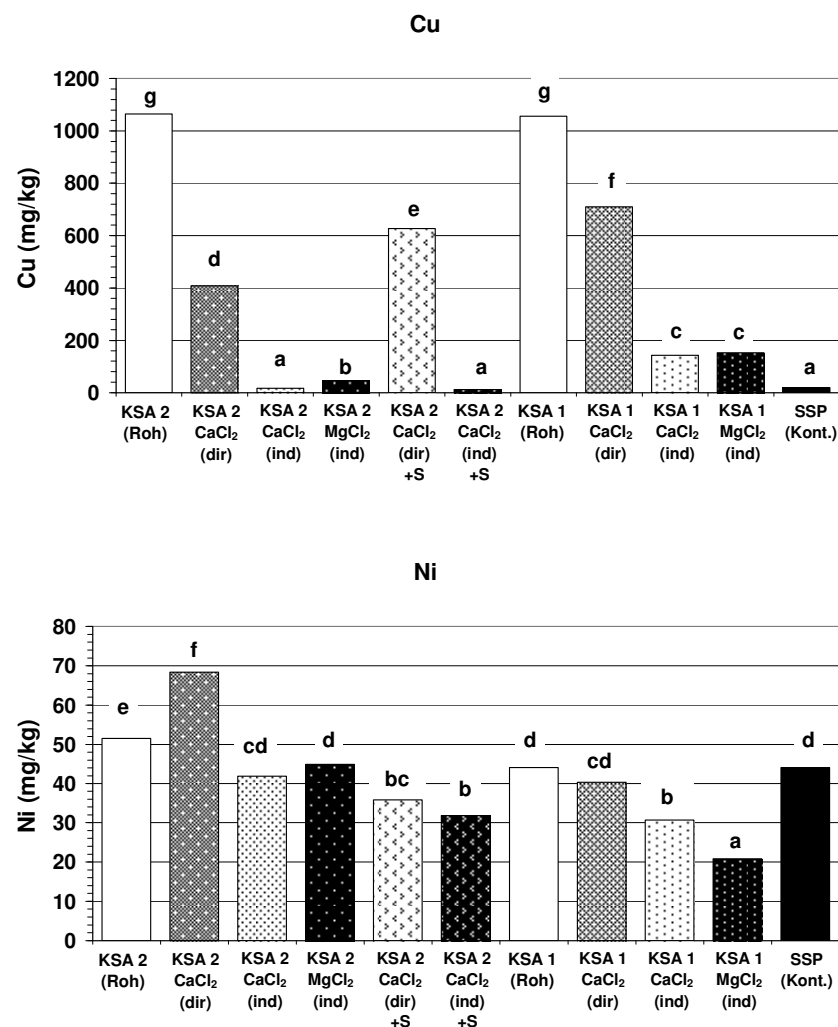 Cu
Cu (mg/kg)
1200
1000
800
600
400
200
0
g
d
a
b
e
a
g
f
c
c
a
KSA 2 (Roh)
KSA 2 CaCl₂ (dir)
KSA 2 CaCl₂ (ind)
KSA 2 MgCl₂ (ind)
KSA 2 CaCl₂ (dir) +S
KSA 2 CaCl₂ (ind) +S
KSA 1 (Roh)
KSA 1 CaCl₂ (dir)
KSA 1 CaCl₂ (ind)
KSA 1 MgCl₂ (ind)
SSP (Kont.)
Ni
Ni (mg/kg)
80
70
60
50
40
30
20
10
0
e
f
cd
d
bc
b
d
cd
b
a
d
KSA 2 (Roh)
KSA 2 CaCl₂ (dir)
KSA 2 CaCl₂ (ind)
KSA 2 MgCl₂ (ind)
KSA 2 CaCl₂ (dir) +S
KSA 2 CaCl₂ (ind) +S
KSA 1 (Roh)
KSA 1 CaCl₂ (dir)
KSA 1 CaCl₂ (ind)
KSA 1 MgCl₂ (ind)
SSP (Kont.)